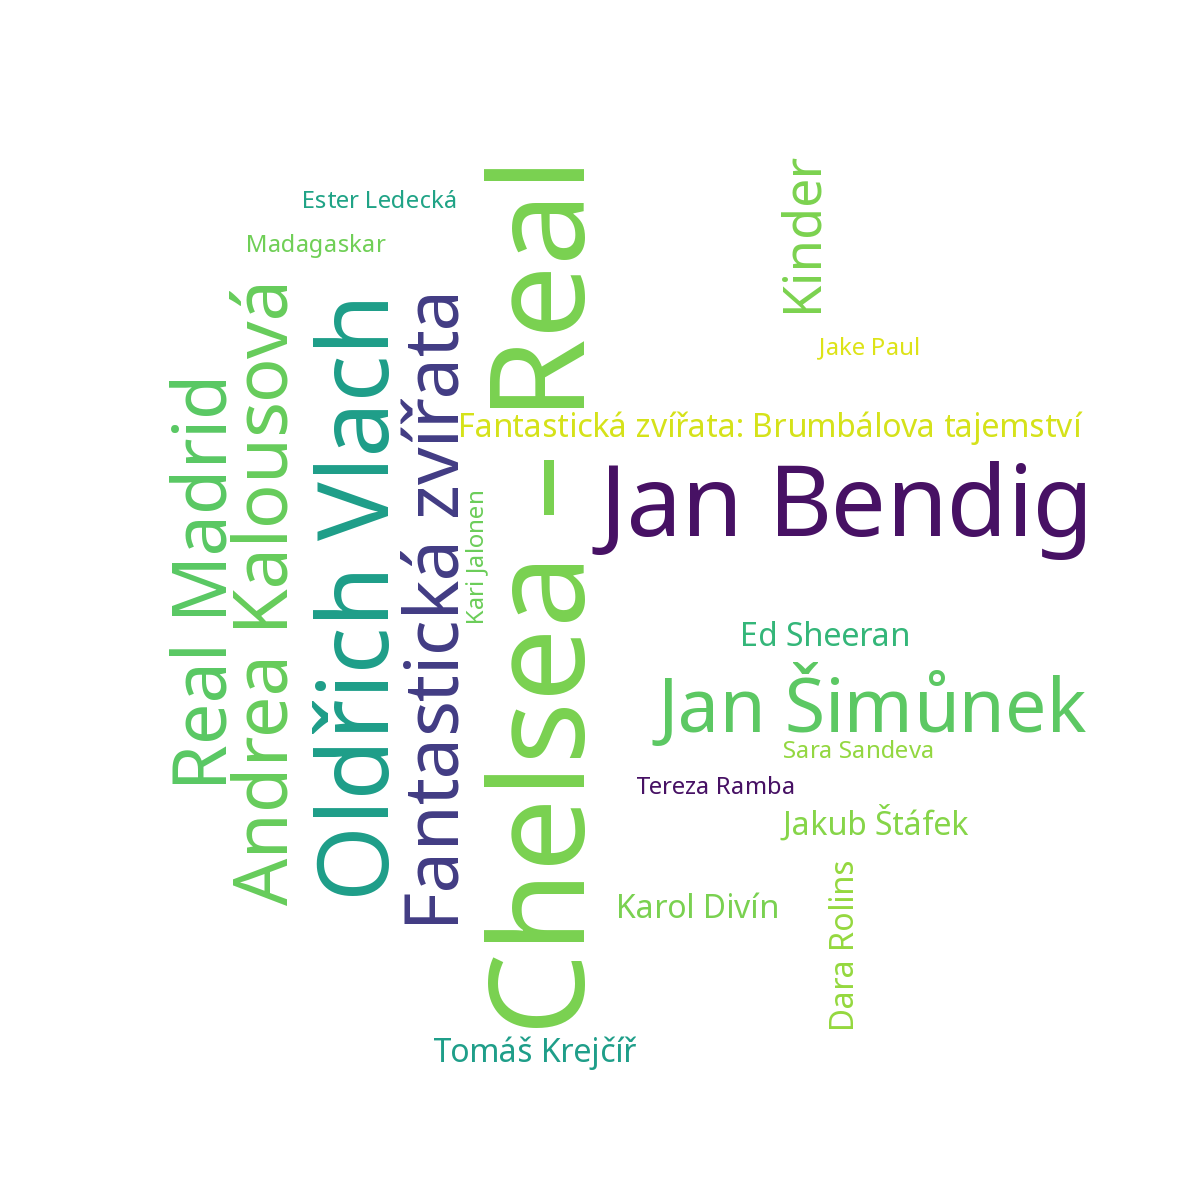 Ester Ledecká
Madagaskar
Real Madrid
Andrea Kalousová
Oldřich Vlach
Fantastická zvířata
Kari Jalonen
Chelsea – Real
Kinder
Jake Paul
Fantastická zvířata: Brumbálova tajemství
Jan Bendig
Ed Sheeran
Jan Šimůnek
Sara Sandeva
Tereza Ramba
Jakub Štáfek
Karol Divín
Dara Rolins
Tomáš Krejčíř